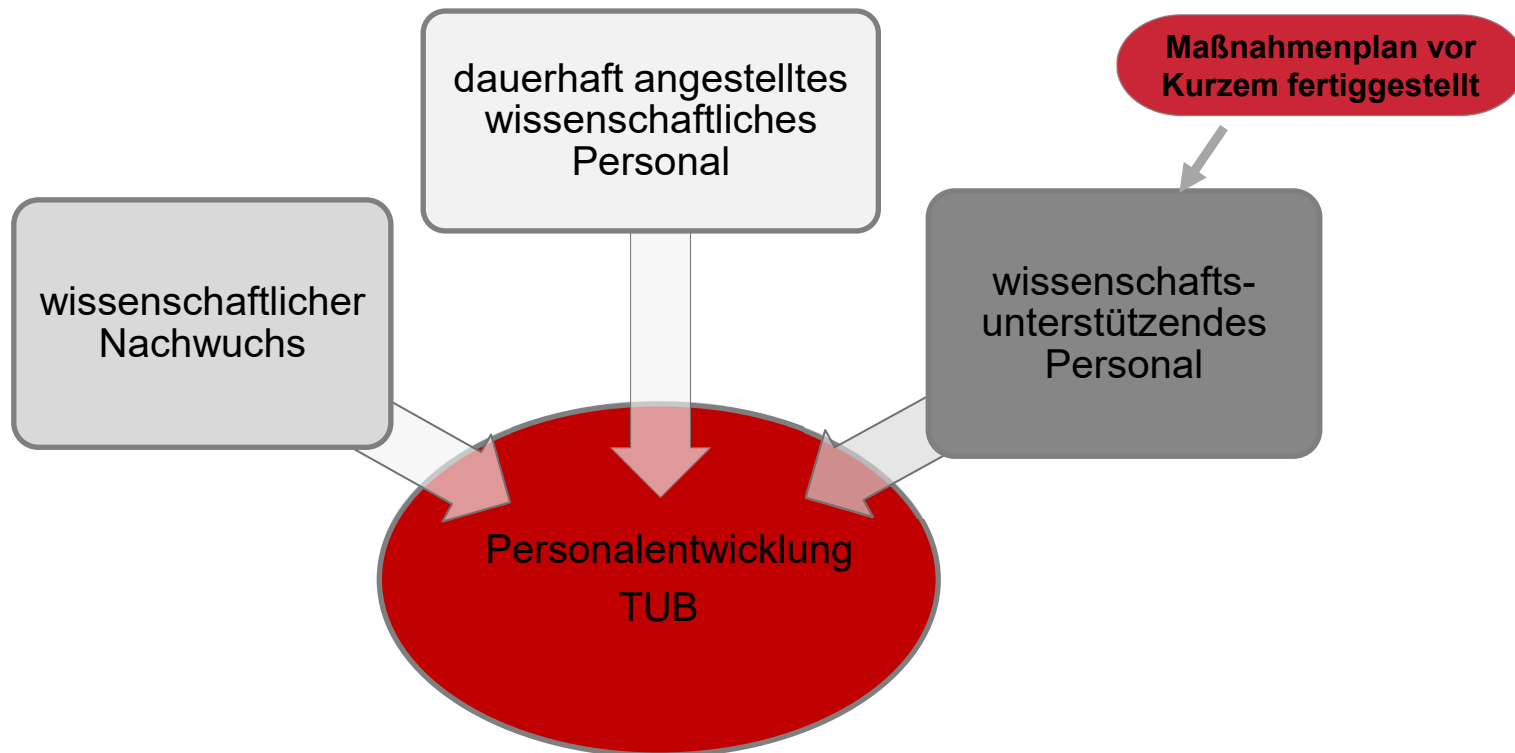 dauerhaft angestelltes
wissenschaftliches
Personal
Maßnahmenplan vor
Kurzem fertiggestellt
wissenschaftlicher
Nachwuchs
wissenschafts-
unterstützendes
Personal
Personalentwicklung
TUB